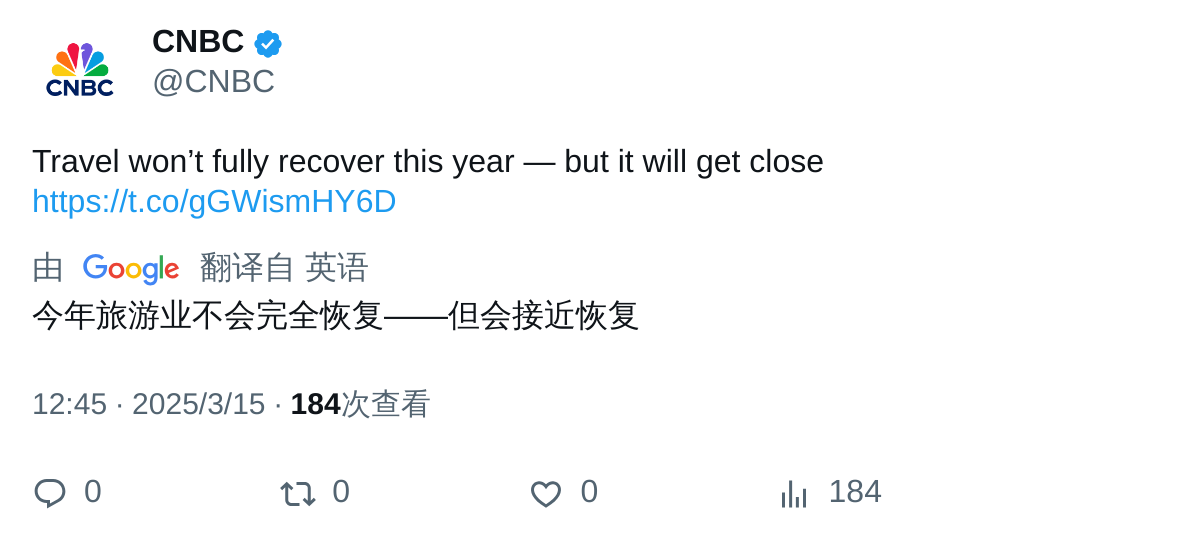 CNBC
CNBC
@CNBC
Travel won’t fully recover this year — but it will get close
https://t.co/gGWismHY6D
由 Google 翻译自 英语
今年旅游业不会完全恢复——但会接近恢复
12:45 · 2025/3/15 · 184次查看
0 0 0 184